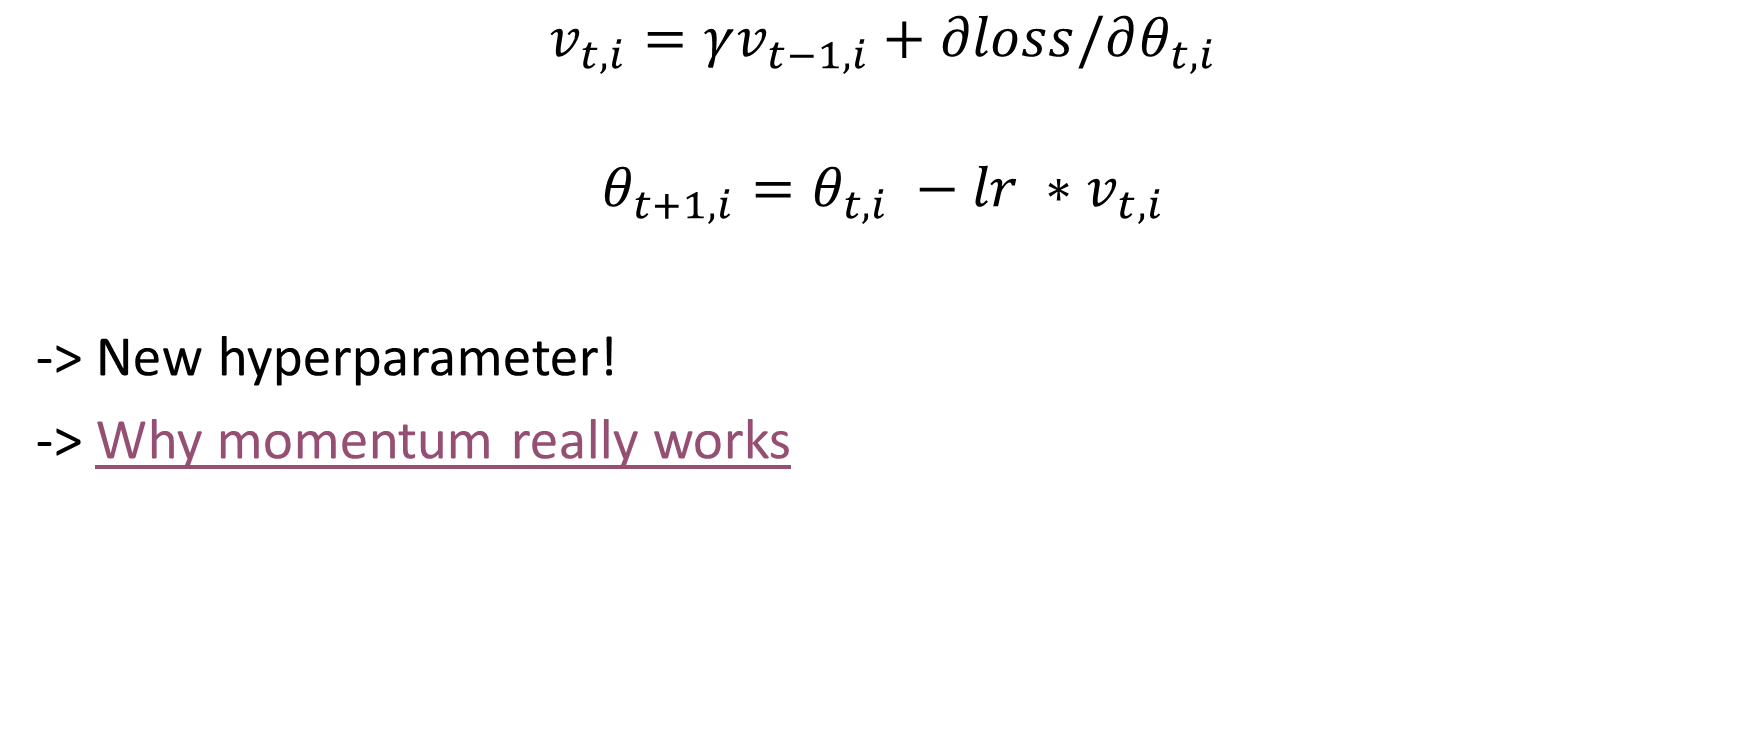 v_{t,i} = γv_{t−1,i} + ∂loss/∂θ_{t,i}
θ_{t+1,i} = θ_{t,i} − lr ∗ v_{t,i}
-> New hyperparameter!
-> Why momentum really works